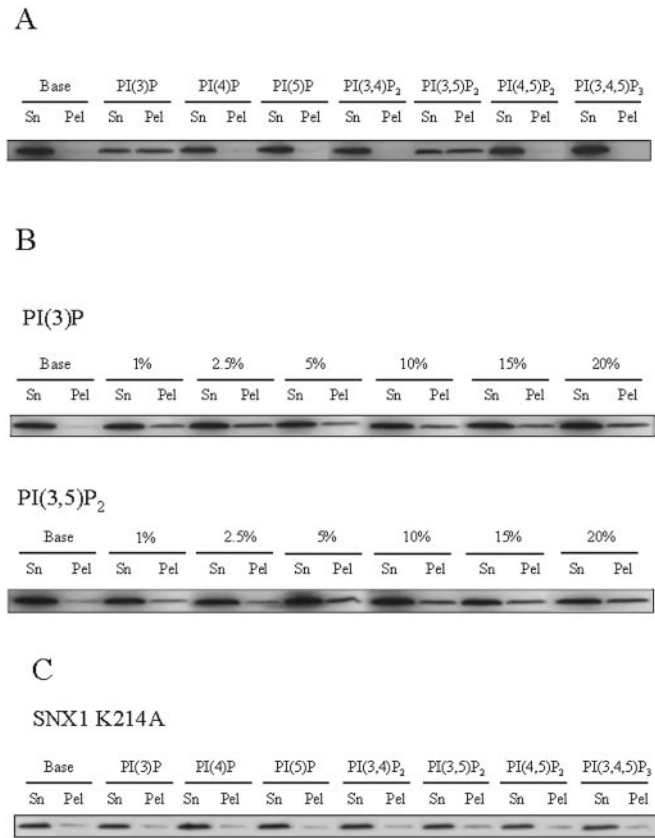 A
Base PI(3)P PI(4)P PI(5)P PI(3,4)P₂ PI(3,5)P₂ PI(4,5)P₂ PI(3,4,5)P₃
Sn Pel Sn Pel Sn Pel Sn Pel Sn Pel Sn Pel Sn Pel Sn Pel
B
PI(3)P
Base 1% 2.5% 5% 10% 15% 20%
Sn Pel Sn Pel Sn Pel Sn Pel Sn Pel Sn Pel Sn Pel
PI(3,5)P₂
Base 1% 2.5% 5% 10% 15% 20%
Sn Pel Sn Pel Sn Pel Sn Pel Sn Pel Sn Pel Sn Pel
C
SNX1 K214A
Base PI(3)P PI(4)P PI(5)P PI(3,4)P₂ PI(3,5)P₂ PI(4,5)P₂ PI(3,4,5)P₃
Sn Pel Sn Pel Sn Pel Sn Pel Sn Pel Sn Pel Sn Pel Sn Pel